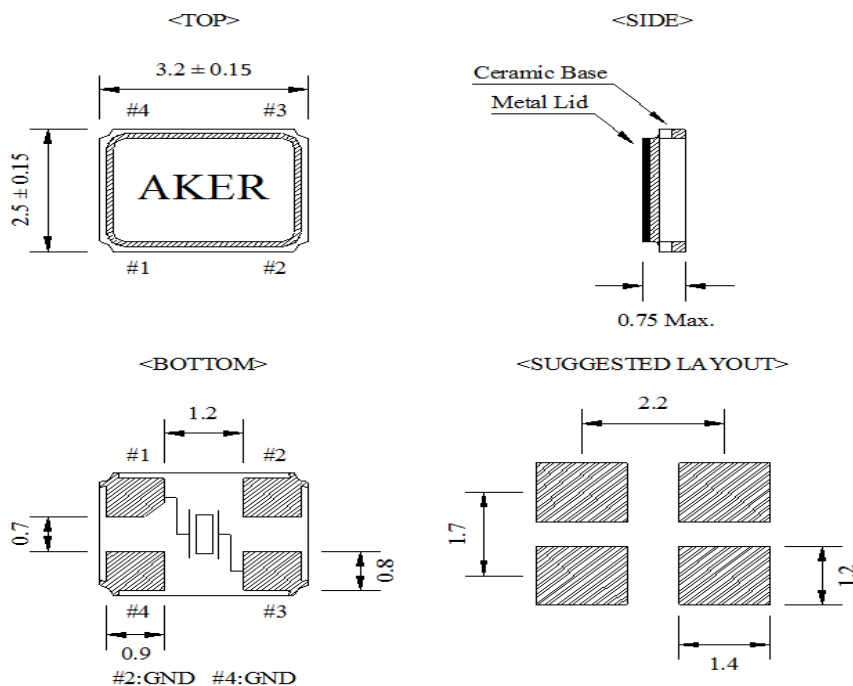 <TOP>
<SIDE>
3.2 ± 0.15
#4 #3
2.5 ± 0.15
AKER
#1 #2
Ceramic Base
Metal Lid
0.75 Max.
<BOTTOM>
1.2
#1 #2
0.7
0.8
#4 #3
0.9
#2:GND #4:GND
<SUGGESTED LAYOUT>
2.2
1.7
1.2
1.4